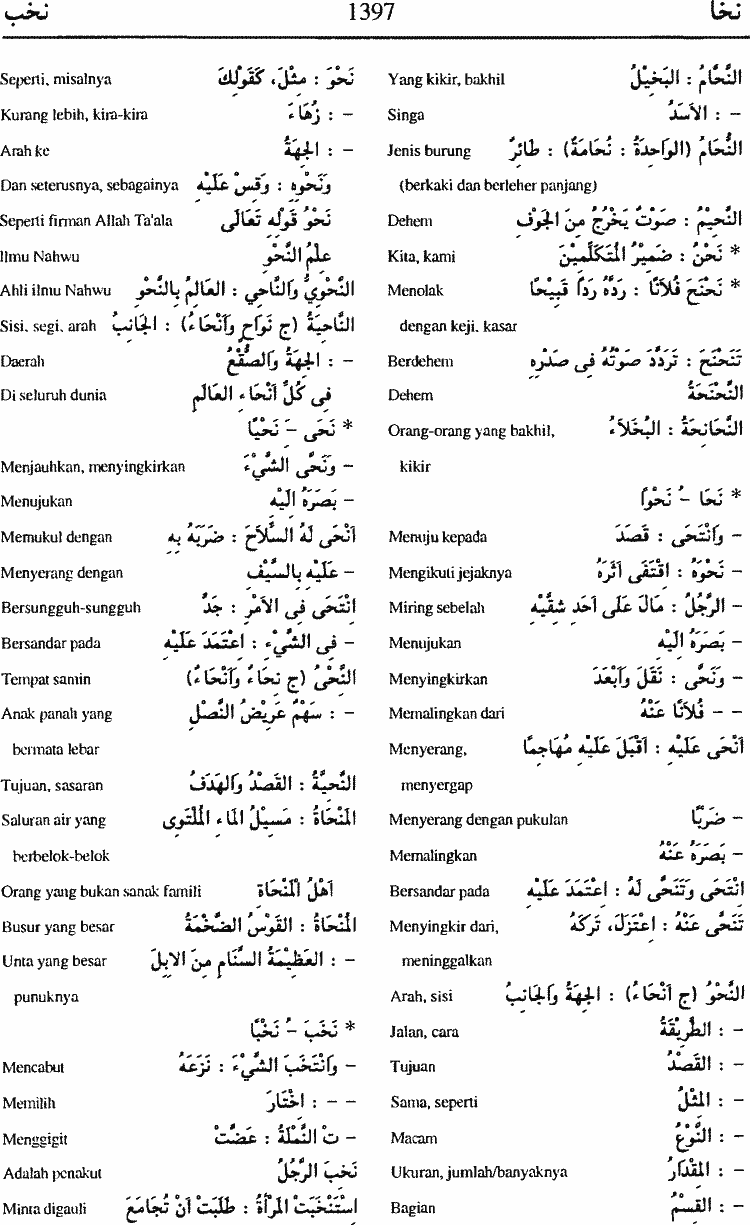 نخا 1397 نخب
النُّحَامُ : البَخِيْلُ Yang kikir, bakhil
- : الاَسَدُ Singa
النُّحَامُ (الوَاحِدَةُ : نُحَامَةٌ) : طَائِرٌ Jenis burung
(berkaki dan berleher panjang)
النَّحِيْمُ : صَوْتٌ يَخْرُجُ مِنَ الجَوْفِ Dehem
* نَحْنُ : ضَمِيْرُ المُتَكَلِّمِيْنَ Kita, kami
* نَحْنَحَ فُلاَنًا : رَدَّهُ رَدًّا قَبِيْحًا Menolak
dengan keji, kasar
تَنَحْنَحَ : تَرَدَّدَ صَوْتُهُ فِى صَدْرِهِ Berdehem
النَّحْنَحَةُ Dehem
النَّحَانِحَةُ : البُخَلاَءُ Orang-orang yang bakhil,
kikir
* نَحَا - نَحْوًا
- وَانْتَحَى : قَصَدَ Menuju kepada
- نَحْوَهُ : اقْتَفَى اَثَرَهُ Mengikuti jejaknya
- الرَّجُلُ : مَالَ عَلَى اَحَدِ شِقَّيْهِ Miring sebelah
- بَصَرَهُ اِلَيْهِ Menujukan
- وَنَحَّى : نَقَلَ وَاَبْعَدَ Menyingkirkan
- - فُلاَنًا عَنْهُ Memalingkan dari
اَنْحَى عَلَيْهِ : اَقْبَلَ عَلَيْهِ مُهَاجِمًا Menyerang,
menyergap
- ضَرْبًا Menyerang dengan pukulan
- بَصَرَهُ عَنْهُ Memalingkan
انْتَحَى وَتَنَحَّى لَهُ : اعْتَمَدَ عَلَيْهِ Bersandar pada
تَنَحَّى عَنْهُ : اعْتَزَلَ، تَرَكَهُ Menyingkir dari,
meninggalkan
النَّحْوُ (ج اَنْحَاءٌ) : الجِهَةُ وَالجَانِبُ Arah, sisi
- : الطَّرِيْقَةُ Jalan, cara
- : القَصْدُ Tujuan
- : المِثْلُ Sama, seperti
- : النَّوْعُ Macam
- : المِقْدَارُ Ukuran, jumlah/banyaknya
- : القِسْمُ Bagian
نَحْوَ : مِثْلَ، كَقَوْلِكَ Seperti, misalnya
- : زُهَاءَ Kurang lebih, kira-kira
- : الجِهَةُ Arah ke
وَنَحْوِهِ : وَقِسْ عَلَيْهِ Dan seterusnya, sebagainya
نَحْوُ قَوْلِهِ تَعَالَى Seperti firman Allah Ta'ala
عِلْمُ النَّحْوِ Ilmu Nahwu
النَّحْوِيُّ وَالنَّاحِي : العَالِمُ بِالنَّحْوِ Ahli ilmu Nahwu
النَّاحِيَةُ (ج نَوَاحٍ وَاَنْحَاءٌ) : الجَانِبُ Sisi, segi, arah
- : الجِهَةُ وَالصُّقْعُ Daerah
فِى كُلِّ اَنْحَاءِ العَالَمِ Di seluruh dunia
* نَحَى - نَحْيًا
- وَنَحَّى الشَّيْءَ Menjauhkan, menyingkirkan
- بَصَرَهُ اِلَيْهِ Menujukan
اَنْحَى لَهُ السِّلاَحَ : ضَرَبَهُ بِهِ Memukul dengan
- عَلَيْهِ بِالسَّيْفِ Menyerang dengan
انْتَحَى فِى الاَمْرِ : جَدَّ Bersungguh-sungguh
- فِى الشَّيْءِ : اعْتَمَدَ عَلَيْهِ Bersandar pada
النِّحْيُ (ج نِحَاءٌ وَاَنْحَاءٌ) Tempat samin
- : سَهْمٌ عَرِيْضُ النَّصْلِ Anak panah yang
bermata lebar
النَّحِيَّةُ : القَصْدُ وَالهَدَفُ Tujuan, sasaran
المَنْحَاةُ : مَسِيْلُ المَاءِ المُلْتَوِى Saluran air yang
berbelok-belok
اَهْلُ المَنْحَاةِ Orang yang bukan sanak famili
المُنْحَاةُ : القَوْسُ الضَّخْمَةُ Busur yang besar
- : العَظِيْمَةُ السَّنَامِ مِنَ الاِبِلِ Unta yang besar
punuknya
* نَخَبَ - نَخْبًا
- وَانْتَخَبَ الشَّيْءَ : نَزَعَهُ Mencabut
- - : اخْتَارَ Memilih
- تْ النَّمْلَةُ : عَضَّتْ Menggigit
نَخِبَ الرَّجُلُ Adalah penakut
اسْتَنْخَبَتْ المَرْأَةُ : طَلَبَتْ اَنْ تُجَامَعَ Minta digauli